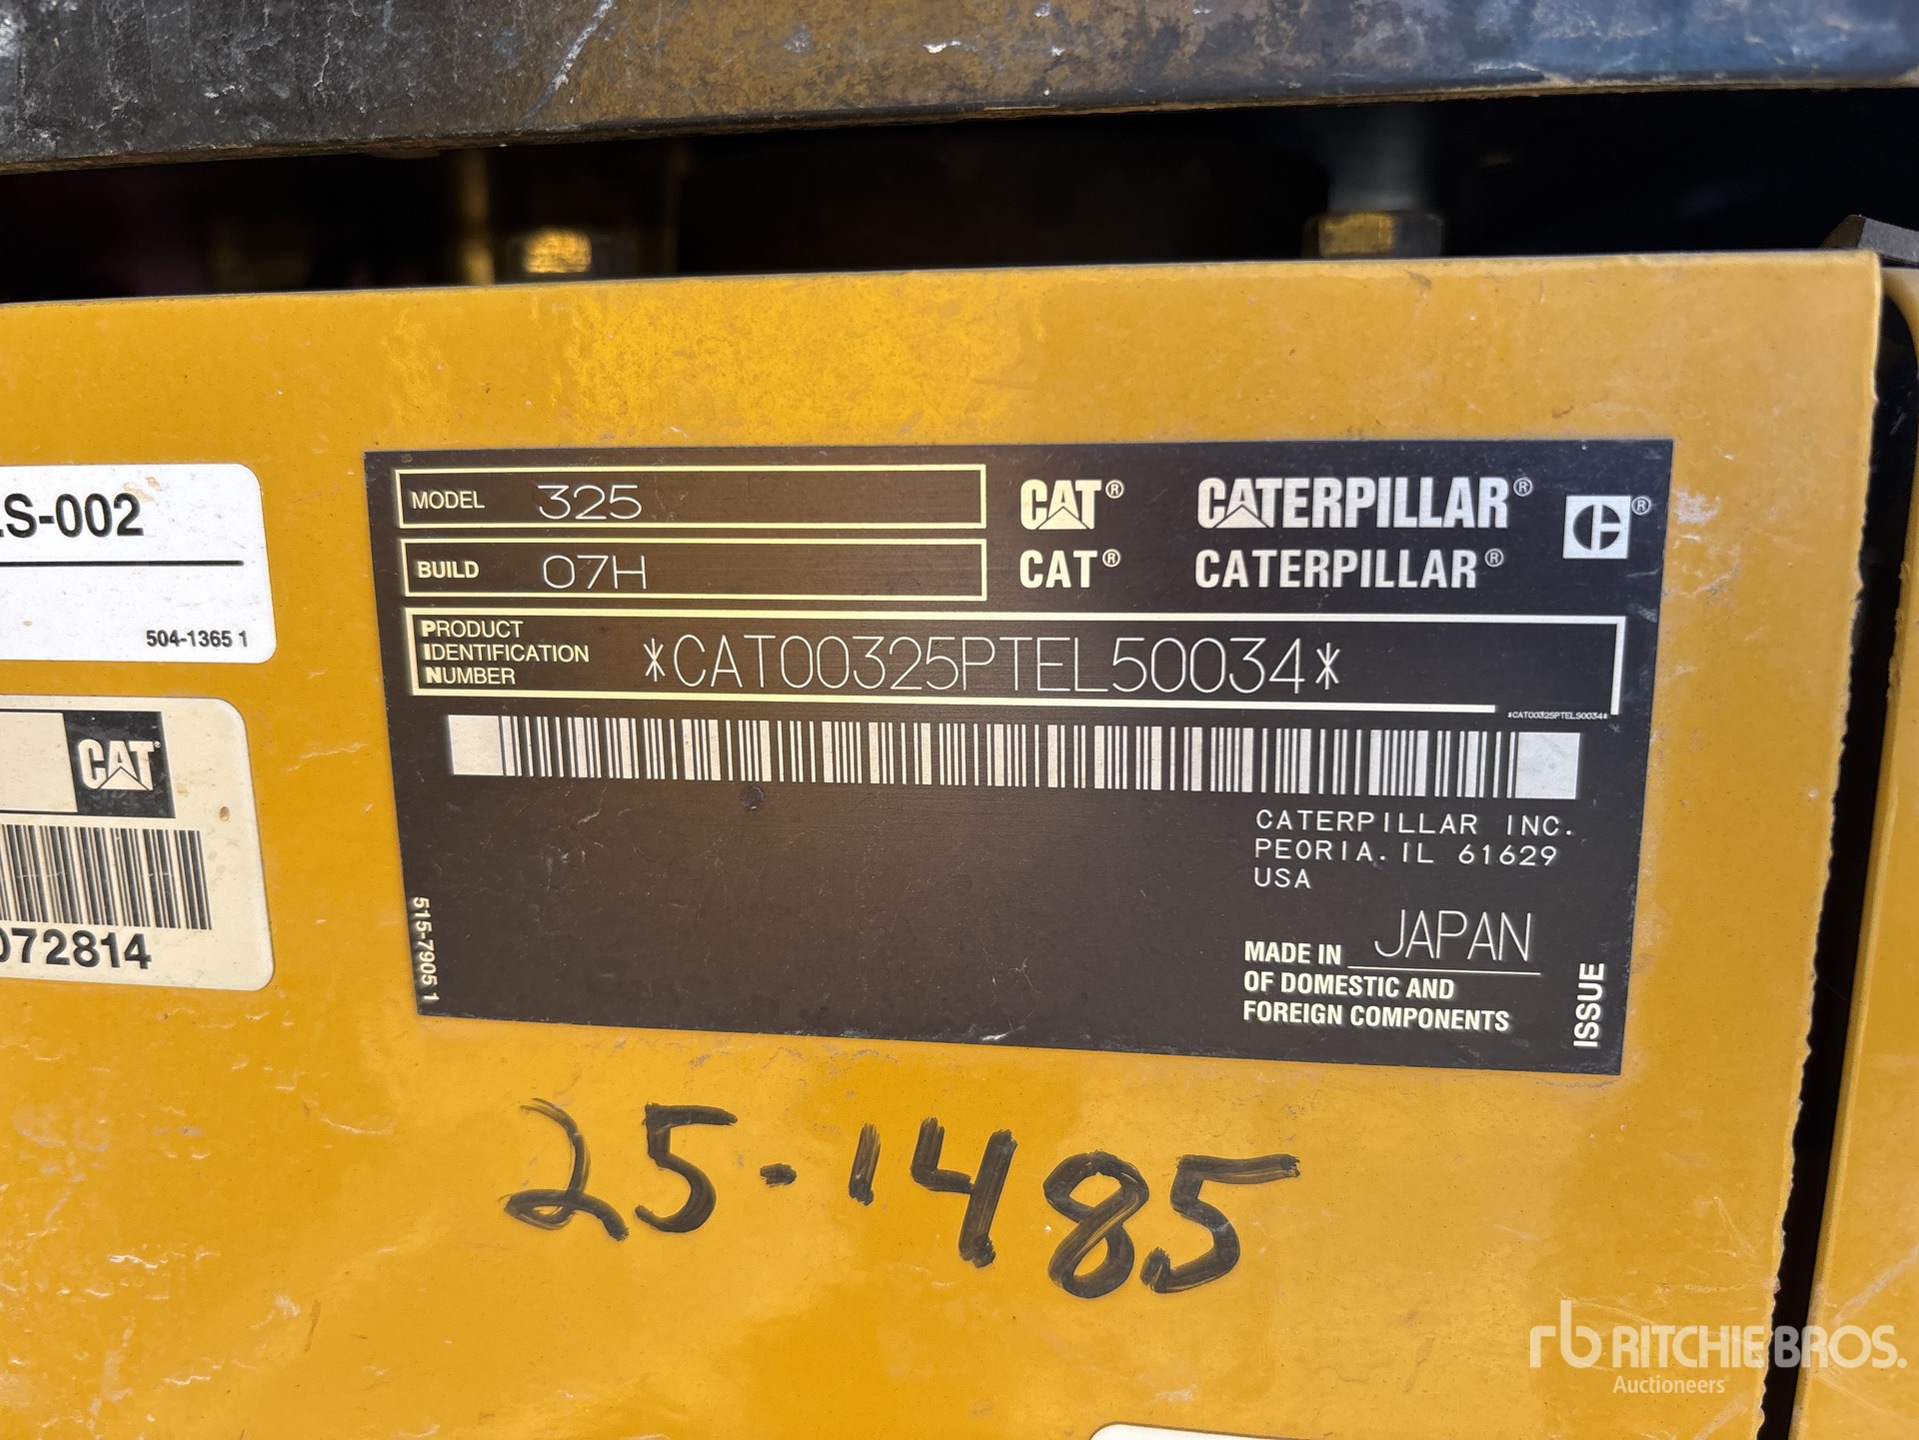 LS-002
504-1365 1
CAT
072814
MODEL 325
BUILD 07H
PRODUCT IDENTIFICATION NUMBER *CAT00325PTEL50034*
*CAT00325PTEL50034*
CAT® CATERPILLAR® ®
CAT® CATERPILLAR®
CATERPILLAR INC.
PEORIA. IL 61629
USA
MADE IN JAPAN
OF DOMESTIC AND
FOREIGN COMPONENTS
ISSUE
515-7905 1
25-1485
rb RITCHIE BROS.
Auctioneers